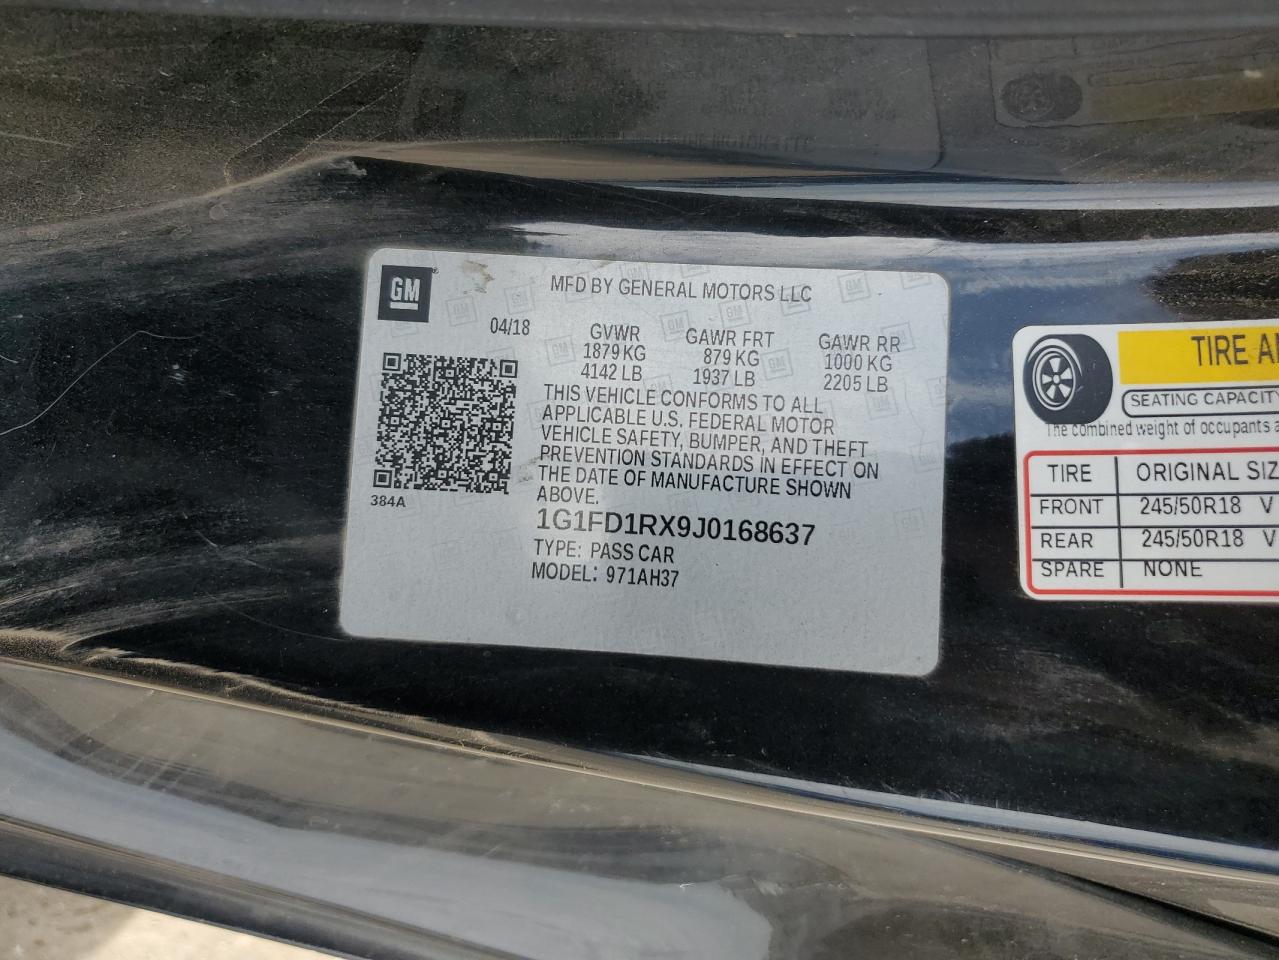 GM
MFD BY GENERAL MOTORS LLC
04/18
GVWR GAWR FRT GAWR RR
1879 KG 879 KG 1000 KG
4142 LB 1937 LB 2205 LB
THIS VEHICLE CONFORMS TO ALL
APPLICABLE U.S. FEDERAL MOTOR
VEHICLE SAFETY, BUMPER, AND THEFT
PREVENTION STANDARDS IN EFFECT ON
THE DATE OF MANUFACTURE SHOWN
ABOVE.
384A
1G1FD1RX9J0168637
TYPE: PASS CAR
MODEL: 971AH37
TIRE
SEATING CAPACITY
The combined weight of occupants
TIRE ORIGINAL
FRONT 245/50R18 V
REAR 245/50R18 V
SPARE NONE